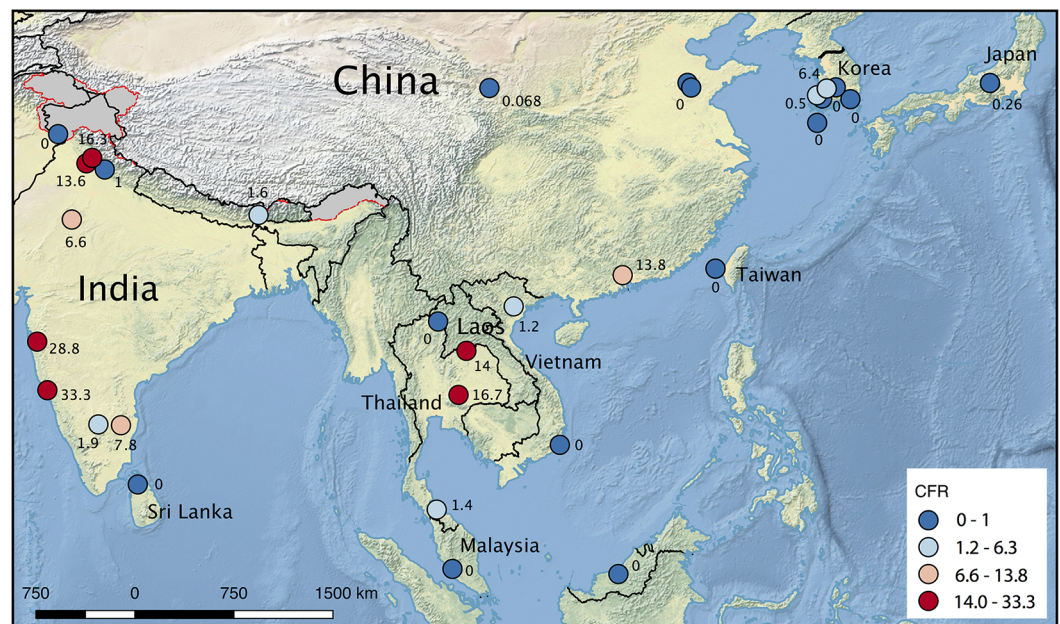 Japan
China
Korea
6.4
0.068
0
0.5
0
0
0.26
0
0
16.3
13.6
1
1.6
6.6
13.8
Taiwan
0
India
1.2
0
Laos
Vietnam
28.8
14
33.3
Thailand
16.7
1.9
7.8
0
0
Sri Lanka
1.4
Malaysia
0
0
CFR
0 - 1
1.2 - 6.3
6.6 - 13.8
14.0 - 33.3
750
0
750
1500 km